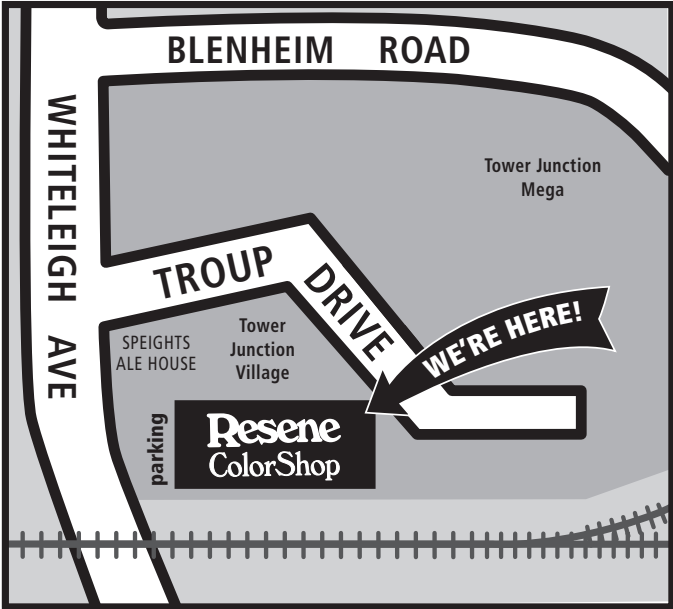 BLENHEIM ROAD
WHITELEIGH AVE
Tower Junction
Mega
TROUP DRIVE
WE'RE HERE!
SPEIGHTS
ALE HOUSE
Tower
Junction
Village
parking
Resene
ColorShop